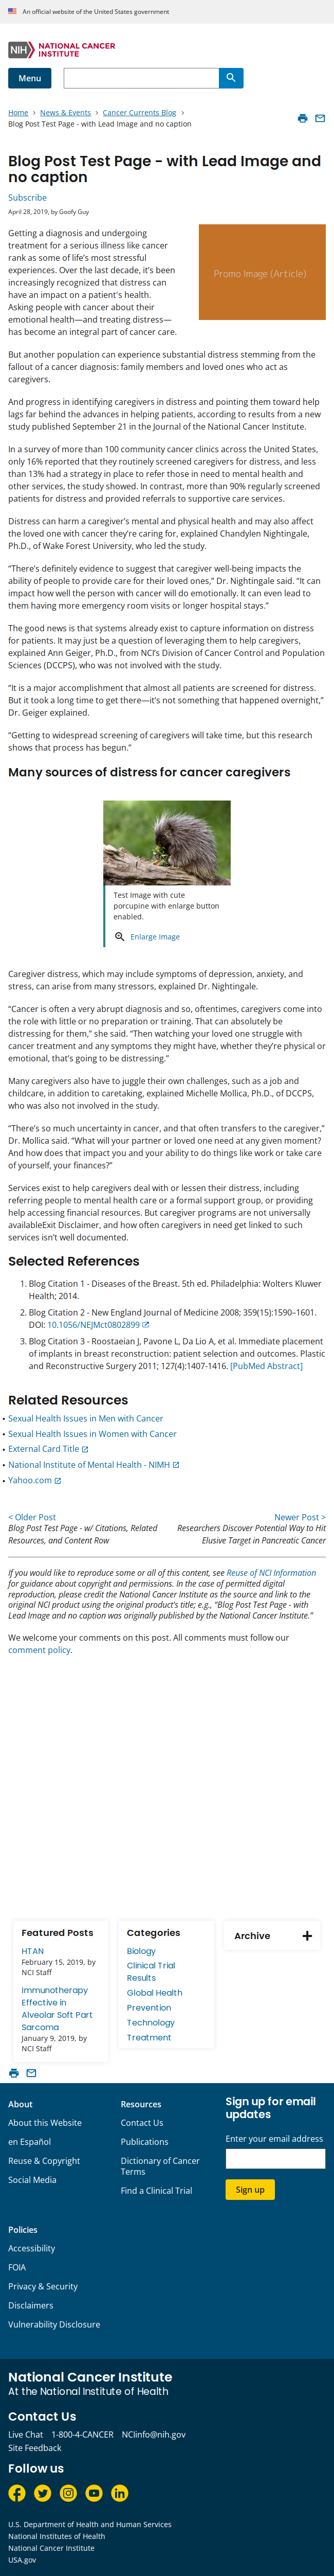 An official website of the United States government
NIH NATIONAL CANCER
INSTITUTE
Menu
Home > News & Events > Cancer Currents Blog >
Blog Post Test Page - with Lead Image and no caption
Blog Post Test Page - with Lead Image and
no caption
Subscribe
April 28, 2019, by Goofy Guy
Promo Image (Article)
Getting a diagnosis and undergoing
treatment for a serious illness like cancer
rank as some of life's most stressful
experiences. Over the last decade, it's been
increasingly recognized that distress can
have an impact on a patient's health.
Asking people with cancer about their
emotional health—and treating distress—
has become an integral part of cancer care.
But another population can experience substantial distress stemming from the
fallout of a cancer diagnosis: family members and loved ones who act as
caregivers.
And progress in identifying caregivers in distress and pointing them toward help
lags far behind the advances in helping patients, according to results from a new
study published September 21 in the Journal of the National Cancer Institute.
In a survey of more than 100 community cancer clinics across the United States,
only 16% reported that they routinely screened caregivers for distress, and less
than 13% had a strategy in place to refer those in need to mental health or other
services, the study showed. In contrast, more than 90% regularly screened
patients for distress and provided referrals to supportive care services.
Distress can harm a caregiver's mental and physical health and may also affect
the loved one with cancer they're caring for, explained Chandylen Nightingale,
Ph.D., of Wake Forest University, who led the study.
“There's definitely evidence to suggest that caregiver well-being impacts the
ability of people to provide care for their loved ones,” Dr. Nightingale said. “It can
impact how well the person with cancer will do emotionally. It can even lead to
them having more emergency room visits or longer hospital stays.”
The good news is that systems already exist to capture information on distress
for patients. It may just be a question of leveraging them to help caregivers,
explained Ann Geiger, Ph.D., from NCI's Division of Cancer Control and Population
Sciences (DCCPS), who was not involved with the study.
“It is a major accomplishment that almost all patients are screened for distress.
But it took a long time to get there—it's not something that happened overnight,”
Dr. Geiger explained.
“Getting to widespread screening of caregivers will take time, but this research
shows that process has begun.”
Many sources of distress for cancer caregivers
Test Image with cute
porcupine with enlarge button
enabled.
Enlarge Image
Caregiver distress, which may include symptoms of depression, anxiety, and
stress, can arise from many stressors, explained Dr. Nightingale.
“Cancer is often a very abrupt diagnosis and so, oftentimes, caregivers come into
the role with little or no preparation or training. That can absolutely be
distressing for them,” she said. “They want to help their loved one struggle with
cancer treatment and any symptoms they might have, whether they're physical or
emotional, that's going to be distressing.”
Many caregivers also have to juggle their own challenges, such as a job and
childcare, in addition to caretaking, explained Michelle Mollica, Ph.D., of DCCPS,
who was also not involved in the study.
“There's so much uncertainty in cancer, and that often transfers to the caregiver,”
Dr. Mollica said. “What will your partner or who loved one need at any given moment?
And how does that impact you and your ability to do things like work or take care
of yourself, your finances?”
Services exist to help caregivers deal with or lessen their distress, including
referring people to mental health care or a formal support group, or providing
help accessing financial resources. But caregiver programs are not universally
availableExit Disclaimer, and how often caregivers in need get linked to such
services isn't well documented.
Selected References
1. Blog Citation 1 - Diseases of the Breast. 5th ed. Philadelphia: Wolters Kluwer
Health; 2014.
2. Blog Citation 2 - New England Journal of Medicine 2008; 359(15):1590–1601.
DOI: 10.1056/NEJMct0802899
3. Blog Citation 3 - Roostaeian J, Pavone L, Da Lio A, et al. Immediate placement
of implants in breast reconstruction: patient selection and outcomes. Plastic
and Reconstructive Surgery 2011; 127(4):1407-1416. [PubMed Abstract]
Related Resources
• Sexual Health Issues in Men with Cancer
• Sexual Health Issues in Women with Cancer
• External Card Title
• National Institute of Mental Health - NIMH
• Yahoo.com
< Older Post
Blog Post Test Page - w/ Citations, Related
Resources, and Content Row
Newer Post >
Researchers Discover Potential Way to Hit
Elusive Target in Pancreatic Cancer
If you would like to reproduce some or all of this content, see Reuse of NCI Information
for guidance about copyright and permissions. In the case of permitted digital
reproduction, please credit the National Cancer Institute as the source and link to the
original NCI product using the original product's title; e.g., “Blog Post Test Page - with
Lead Image and no caption was originally published by the National Cancer Institute.”
We welcome your comments on this post. All comments must follow our
comment policy.
Featured Posts
HTAN
February 15, 2019, by
NCI Staff
Immunotherapy
Effective in
Alveolar Soft Part
Sarcoma
January 9, 2019, by
NCI Staff
Categories
Biology
Clinical Trial
Results
Global Health
Prevention
Technology
Treatment
Archive +
About
About this Website
en Español
Reuse & Copyright
Social Media
Resources
Contact Us
Publications
Dictionary of Cancer
Terms
Find a Clinical Trial
Sign up for email
updates
Enter your email address
Sign up
Policies
Accessibility
FOIA
Privacy & Security
Disclaimers
Vulnerability Disclosure
National Cancer Institute
At the National Institute of Health
Contact Us
Live Chat 1-800-4-CANCER NCIinfo@nih.gov
Site Feedback
Follow us
U.S. Department of Health and Human Services
National Institutes of Health
National Cancer Institute
USA.gov